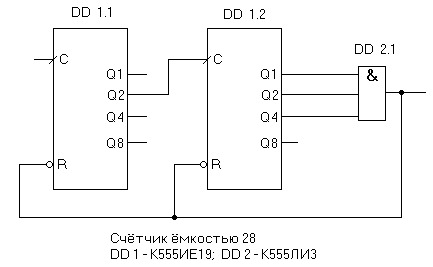 DD 1.1
DD 1.2
DD 2.1
C
Q1
Q2
Q4
Q8
R
C
Q1
Q2
Q4
Q8
R
&
Счётчик ёмкостью 28
DD 1 - К555ИЕ19; DD 2 - К555ЛИ3